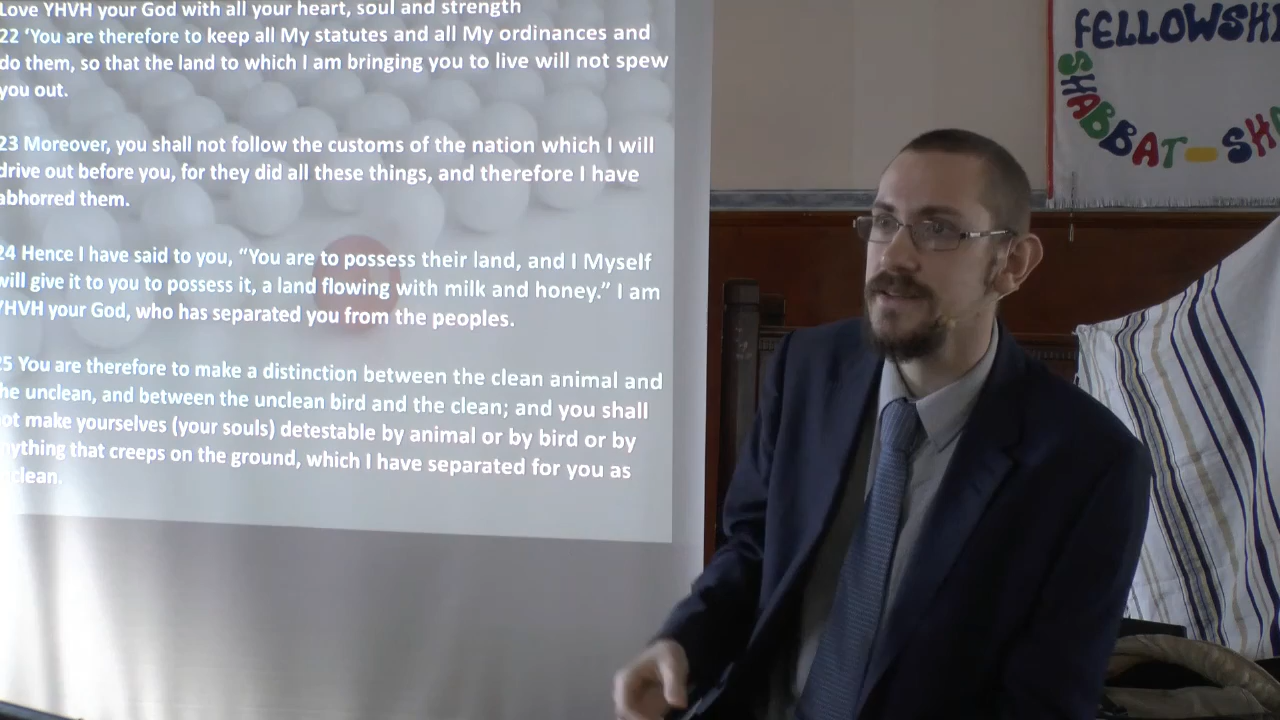 Love YHVH your God with all your heart, soul and strength
22 ‘You are therefore to keep all My statutes and all My ordinances and
do them, so that the land to which I am bringing you to live will not spew
you out.
23 Moreover, you shall not follow the customs of the nation which I will
drive out before you, for they did all these things, and therefore I have
abhorred them.
24 Hence I have said to you, “You are to possess their land, and I Myself
will give it to you to possess it, a land flowing with milk and honey.” I am
YHVH your God, who has separated you from the peoples.
25 You are therefore to make a distinction between the clean animal and
the unclean, and between the unclean bird and the clean; and you shall
not make yourselves (your souls) detestable by animal or by bird or by
anything that creeps on the ground, which I have separated for you as
FELLOWSHI
SHABBAT-SH